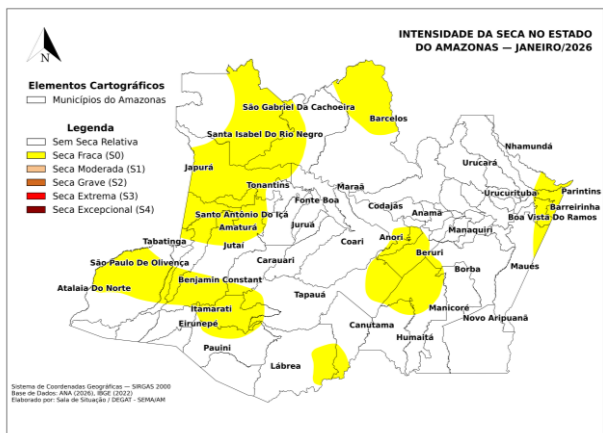 INTENSIDADE DA SECA NO ESTADO
DO AMAZONAS — JANEIRO/2026
N
Elementos Cartográficos
Municípios do Amazonas
Legenda
Sem Seca Relativa
Seca Fraca (S0)
Seca Moderada (S1)
Seca Grave (S2)
Seca Extrema (S3)
Seca Excepcional (S4)
São Gabriel Da Cachoeira
Barcelos
Santa Isabel Do Rio Negro
Nhamundá
Urucará
Japurá
Tonantins
Maraã
Urucurituba
Parintins
Fonte Boa
Codajás
Barreirinha
Santo Antônio Do Içá
Anamã
Boa Vista Do Ramos
Amaturá
Juruá
Manaquiri
Tabatinga
Jutaí
Coari
Anori
Beruri
São Paulo De Olivença
Carauari
Borba
Maués
Benjamin Constant
Atalaia Do Norte
Tapauá
Itamarati
Manicoré
Novo Aripuanã
Eirunepé
Canutama
Humaitá
Pauini
Lábrea
Sistema de Coordenadas Geográficas — SIRGAS 2000
Base de Dados: ANA (2026), IBGE (2022)
Elaborado por: Sala de Situação / DEGAT - SEMA/AM